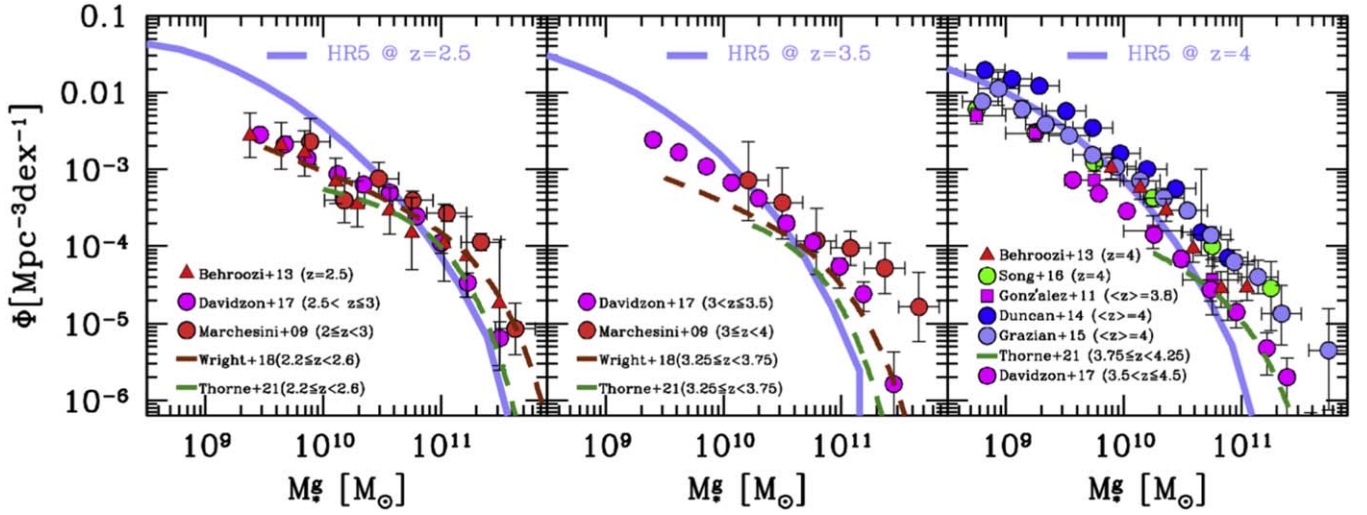 0.1
0.01
10⁻³
10⁻⁴
10⁻⁵
10⁻⁶
Φ[Mpc⁻³dex⁻¹]
HR5 @ z=2.5
Behroozi+13 (z=2.5)
Davidzon+17 (2.5< z≤3)
Marchesini+09 (2≤z<3)
Wright+18(2.2≤z<2.6)
Thorne+21(2.2≤z<2.6)
10⁹ 10¹⁰ 10¹¹
M*ᵍ [M⊙]
HR5 @ z=3.5
Davidzon+17 (3<z≤3.5)
Marchesini+09 (3≤z<4)
Wright+18(3.25≤z<3.75)
Thorne+21(3.25≤z<3.75)
10⁹ 10¹⁰ 10¹¹
M*ᵍ [M⊙]
HR5 @ z=4
Behroozi+13 (z=4)
Song+16 (z=4)
Gonz'alez+11 (<z>=3.8)
Duncan+14 (<z>=4)
Grazian+15 (<z>=4)
Thorne+21 (3.75≤z<4.25)
Davidzon+17 (3.5<z≤4.5)
10⁹ 10¹⁰ 10¹¹
M*ᵍ [M⊙]